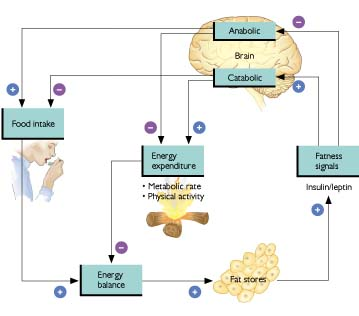 Anabolic
Brain
Catabolic
Food intake
Energy
expenditure
• Metabolic rate
• Physical activity
Fatness
signals
Insulin/leptin
Energy
balance
Fat stores
−
+
−
+
+
−
−
+
+
−
+
+